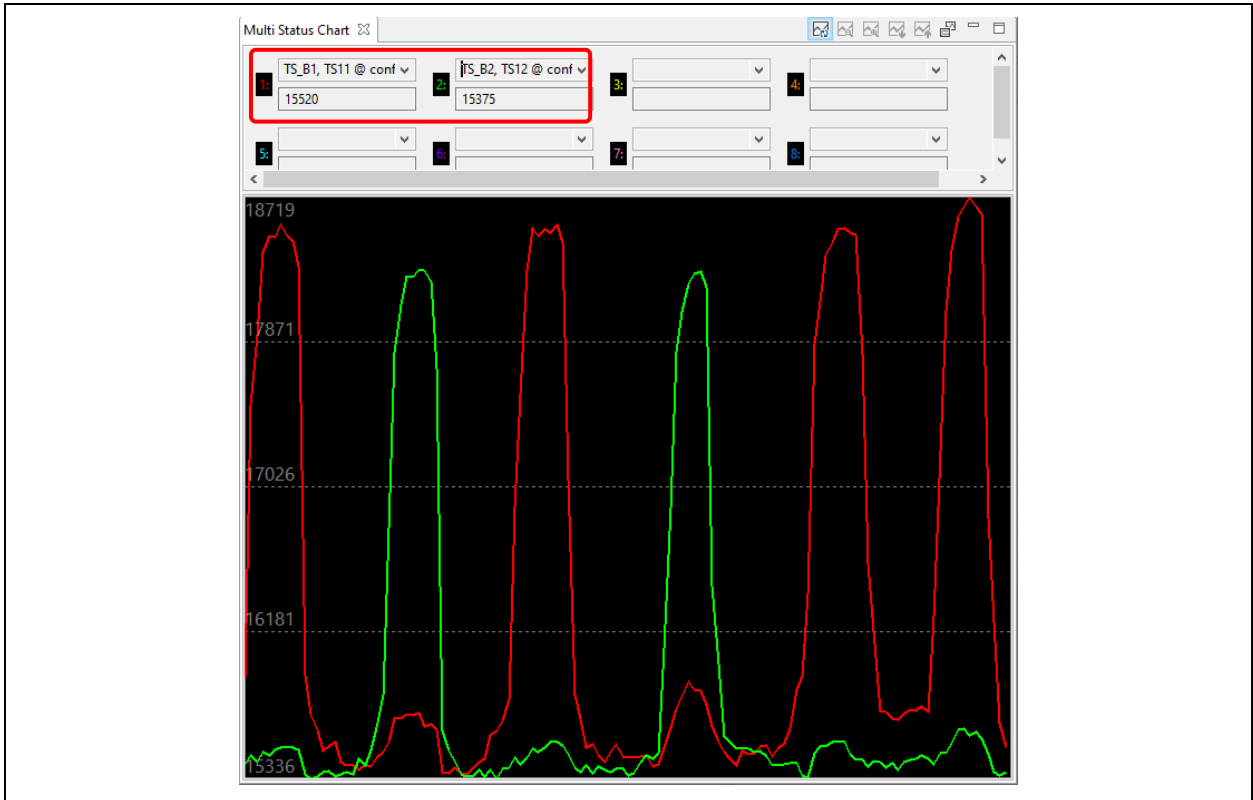 Multi Status Chart
1: TS_B1, TS11 @ conf 2: TS_B2, TS12 @ conf 3: 4:
15520 15375
5: 6: 7: 8:
18719
17871
17026
16181
15336